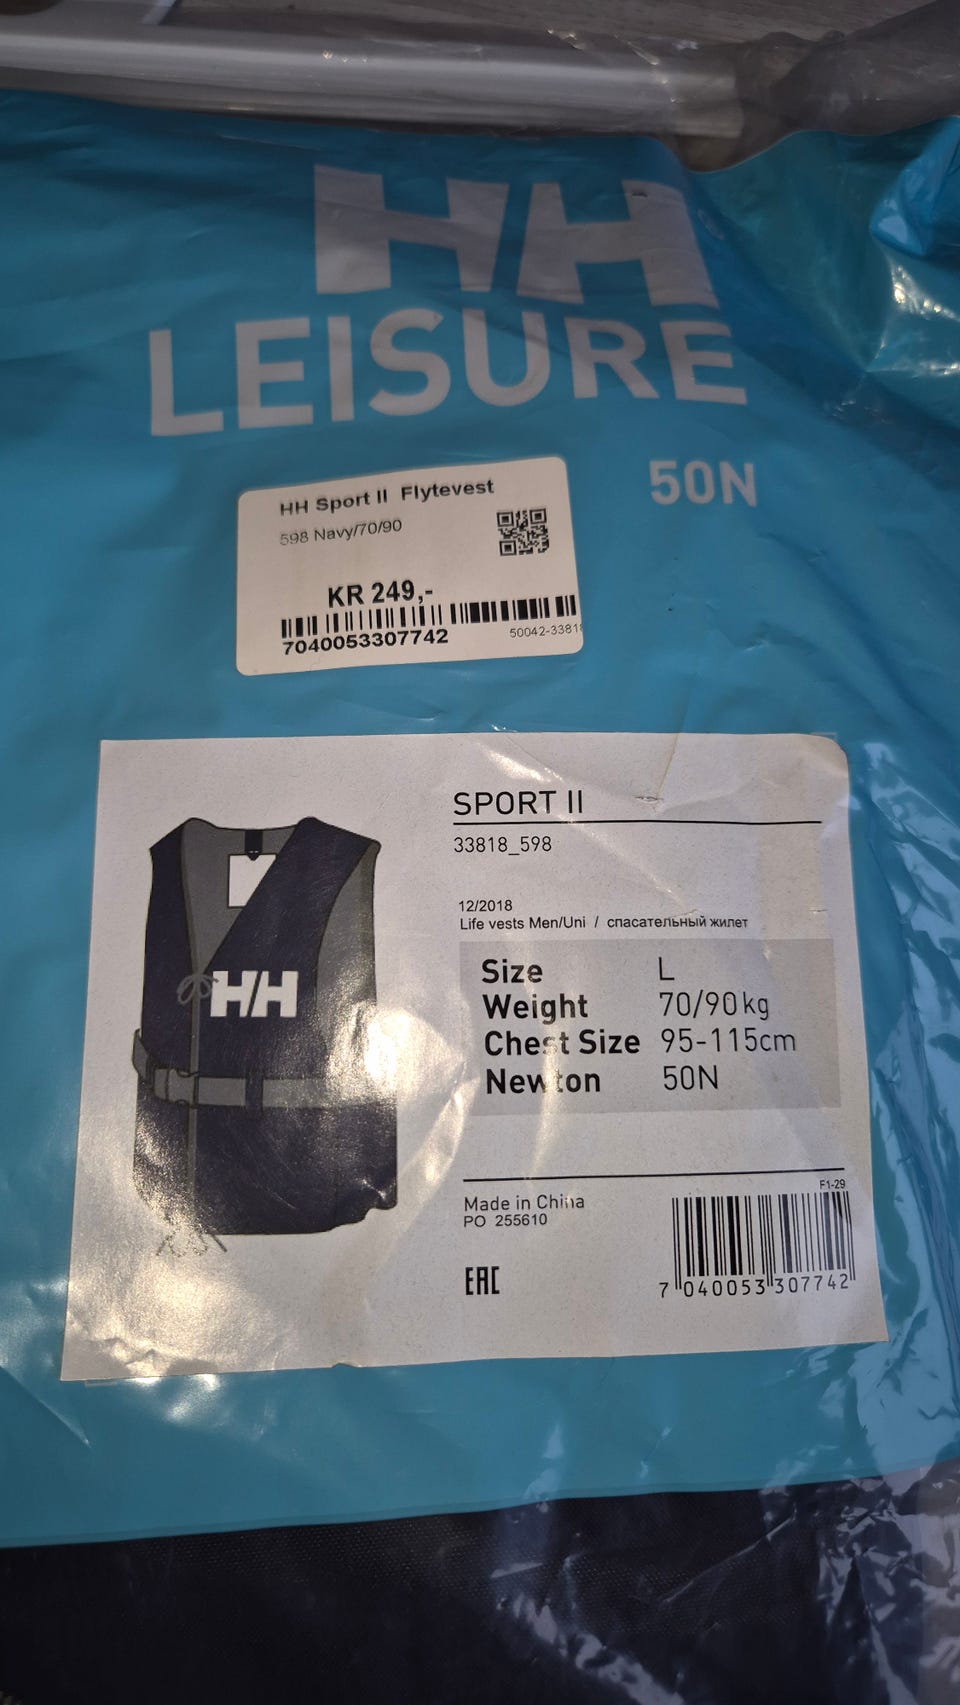 HH
LEISURE
50N
HH Sport II Flytevest
598 Navy/70/90
KR 249,-
7040053307742
50042-33818
HH
SPORT II
33818_598
12/2018
Life vests Men/Uni / спасательный жилет
Size L
Weight 70/90kg
Chest Size 95-115cm
Newton 50N
Made in China
PO 255610
F1-29
EAC
7 040053 307742